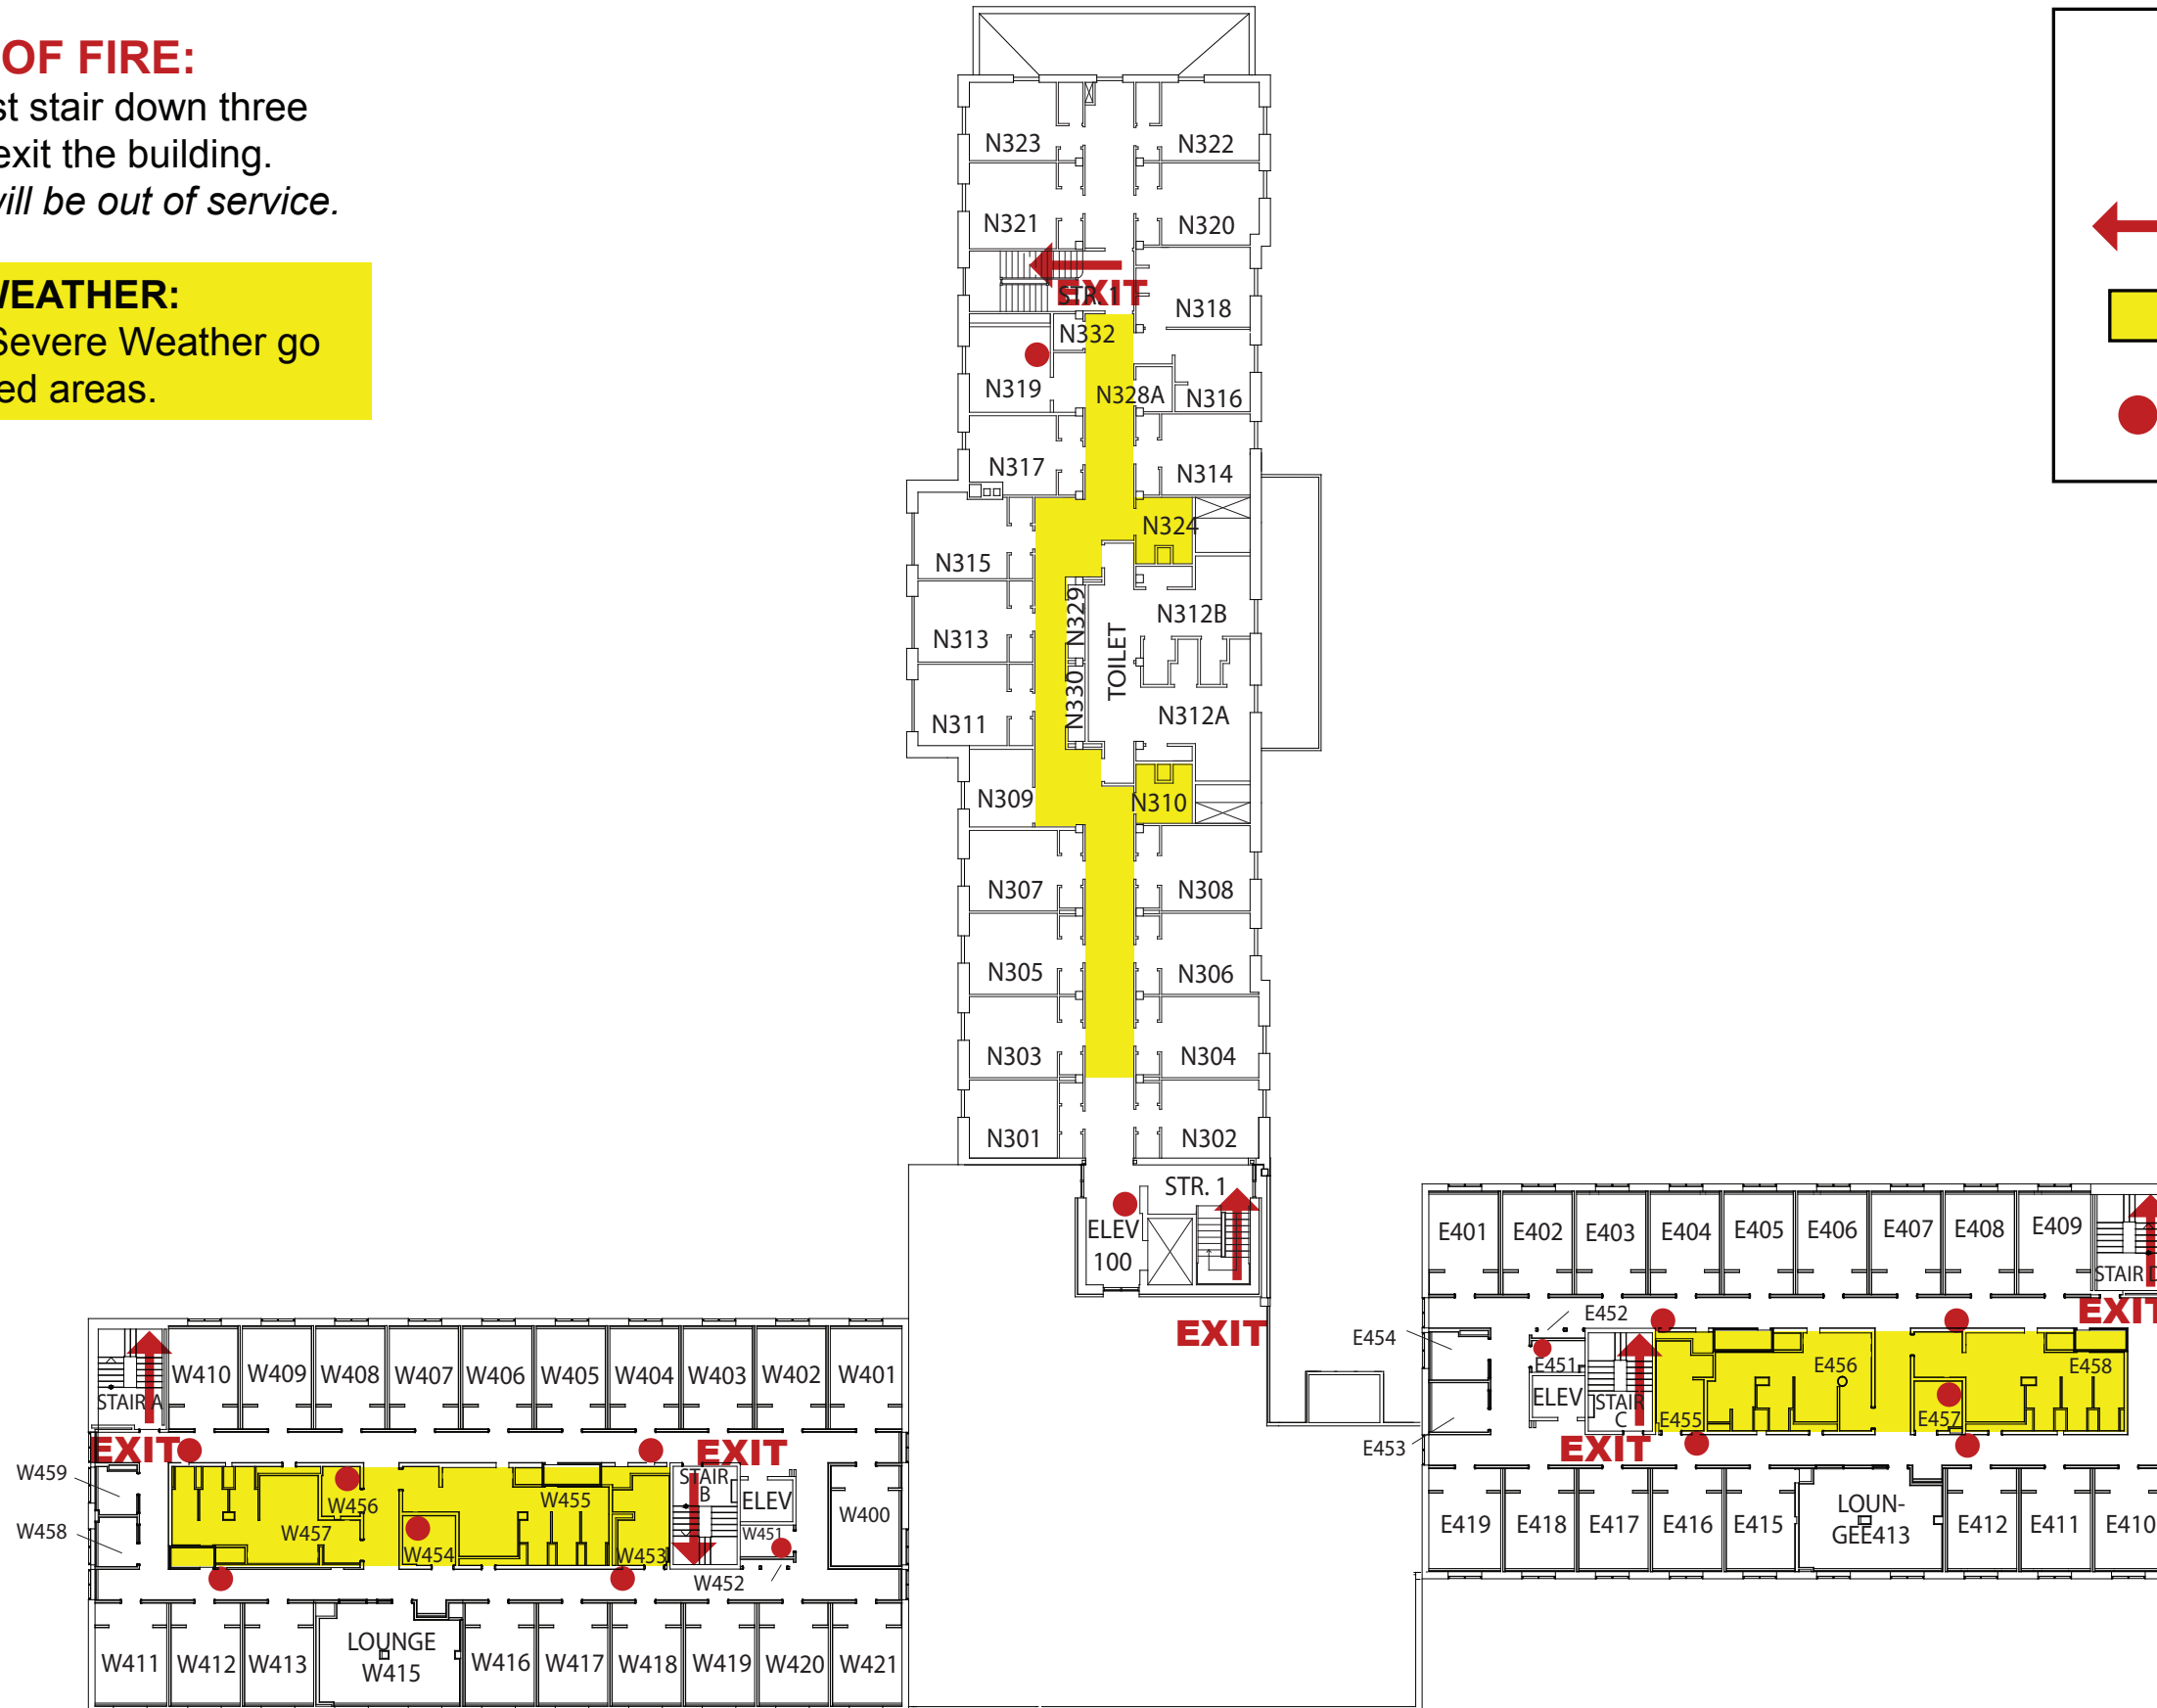 OF FIRE:
st stair down three
exit the building.
will be out of service.
WEATHER:
Severe Weather go
ed areas.
N323
N322
N321
N320
EXIT
STR. 1
N318
N332
N319
N328A
N316
N317
N314
N324
N315
N329
N312B
N313
TOILET
N330
N312A
N311
N309
N310
N307
N308
N305
N306
N303
N304
N301
N302
STR. 1
ELEV
100
EXIT
W410
W409
W408
W407
W406
W405
W404
W403
W402
W401
STAIR A
EXIT
EXIT
W459
W458
W457
W456
W454
W455
W453
STAIR
B
ELEV
W451
W452
W400
W411
W412
W413
LOUNGE
W415
W416
W417
W418
W419
W420
W421
E401
E402
E403
E404
E405
E406
E407
E408
E409
STAIR D
EXIT
E452
E454
E451
ELEV
STAIR
C
E453
EXIT
E455
E456
E457
E458
E419
E418
E417
E416
E415
LOUN-
GEE413
E412
E411
E410